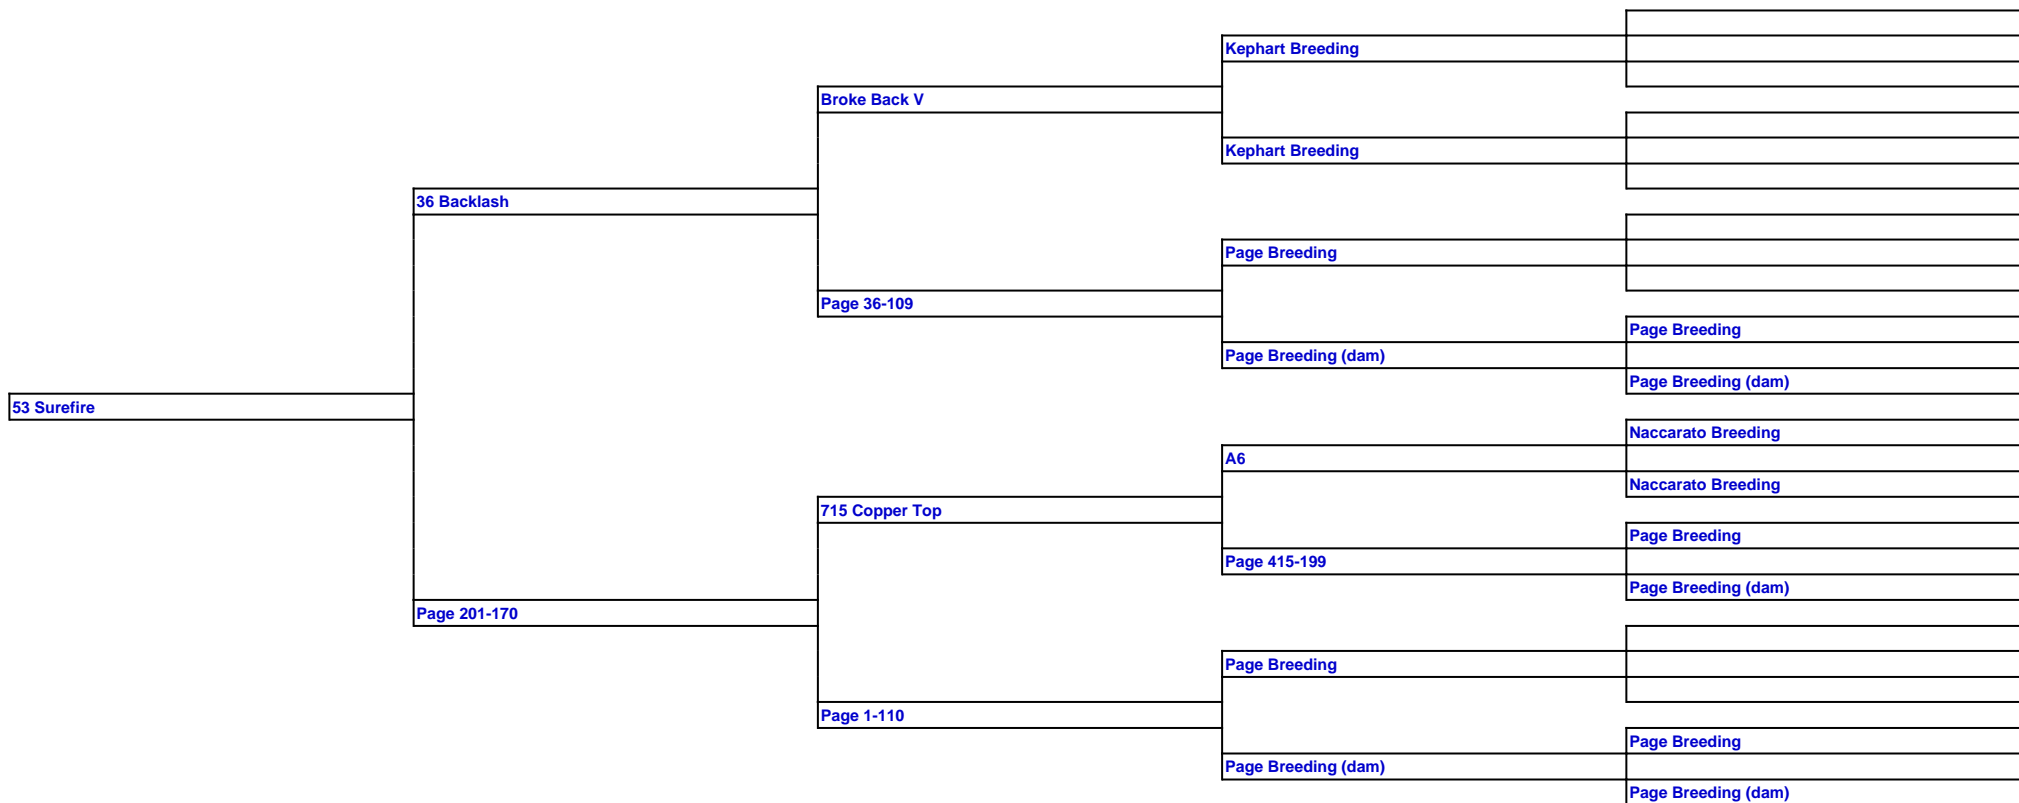 Kephart Breeding
Broke Back V
Kephart Breeding
36 Backlash
Page Breeding
Page 36-109
Page Breeding
Page Breeding (dam)
Page Breeding (dam)
53 Surefire
Naccarato Breeding
A6
Naccarato Breeding
715 Copper Top
Page Breeding
Page 415-199
Page Breeding (dam)
Page 201-170
Page Breeding
Page 1-110
Page Breeding
Page Breeding (dam)
Page Breeding (dam)